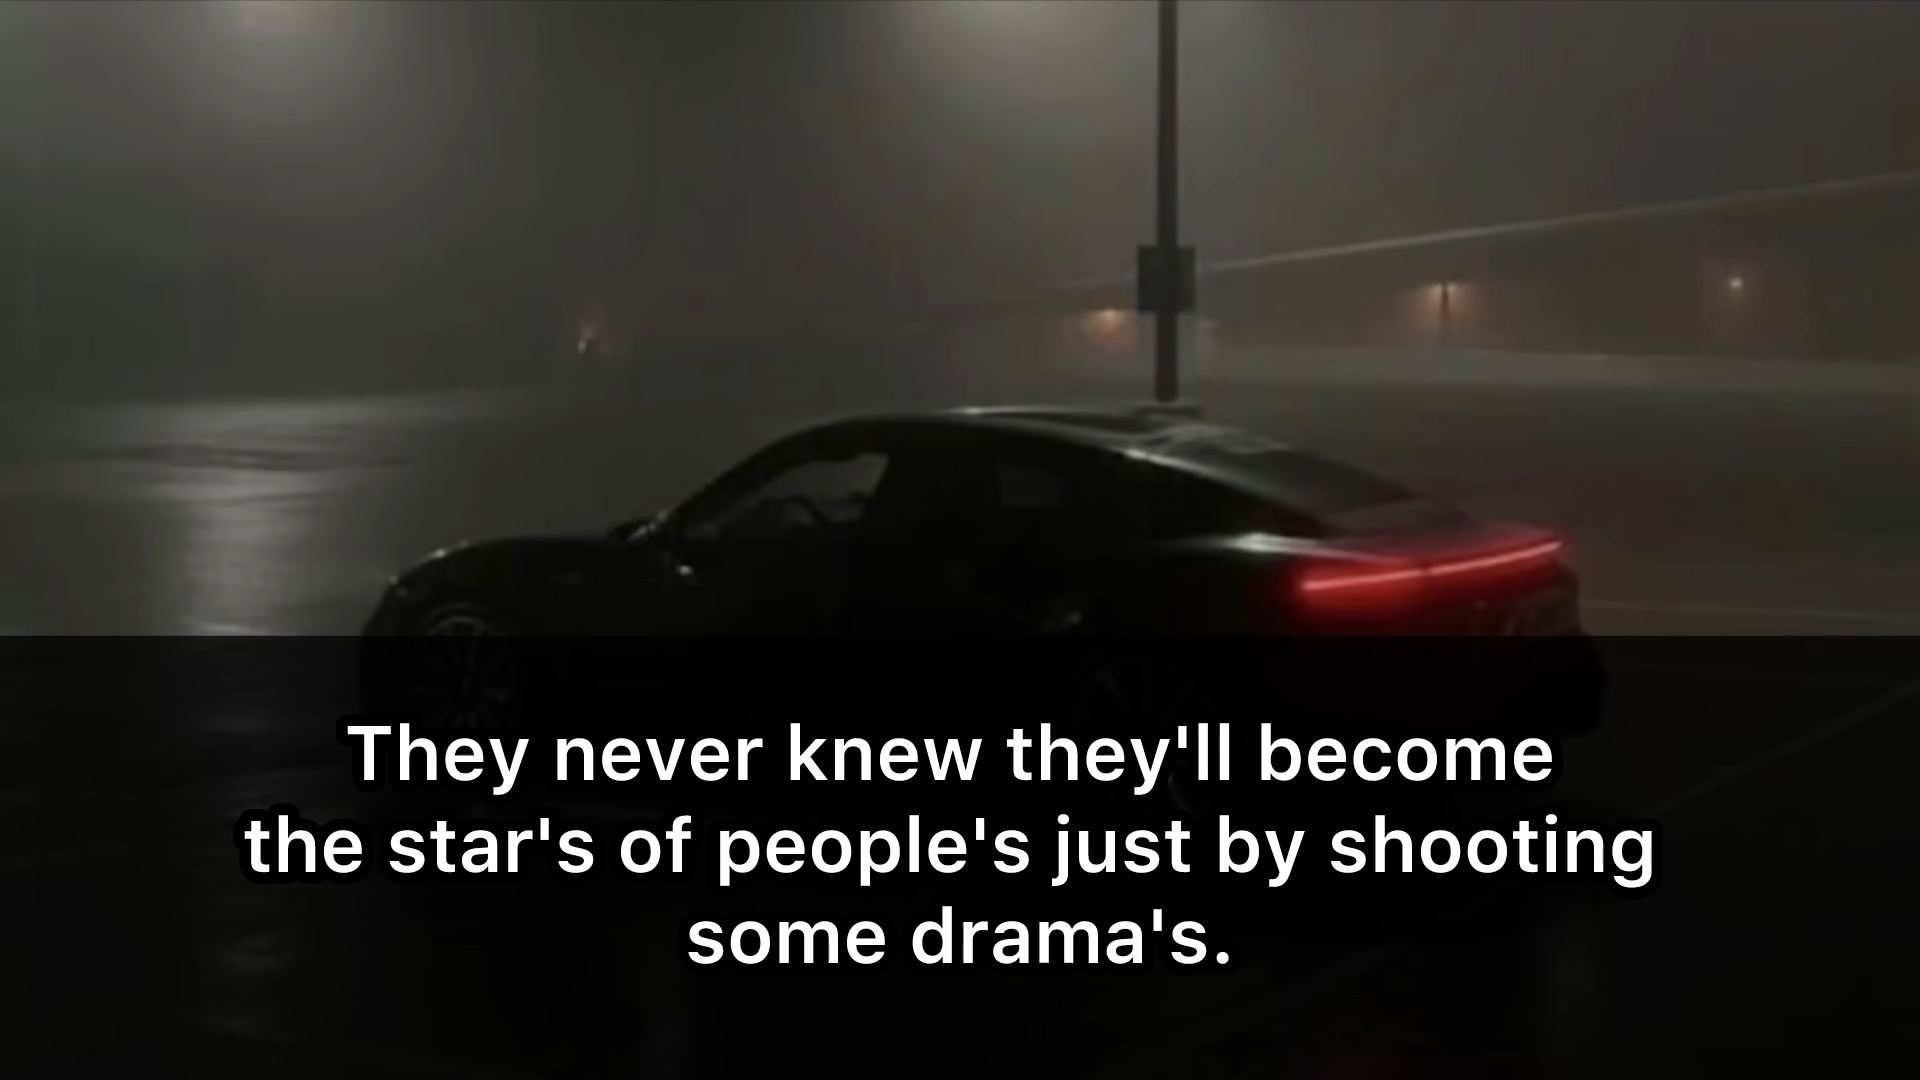 They never knew they'll become
the star's of people's just by shooting
some drama's.